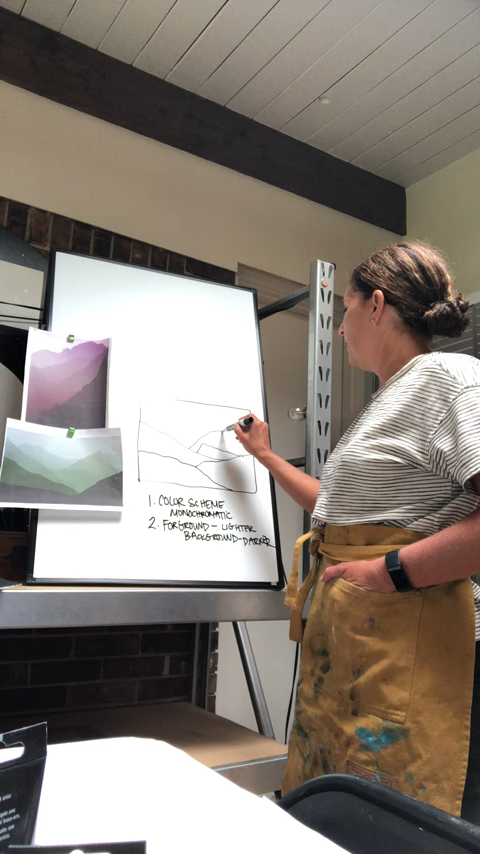 1. COLOR SCHEME
MONOCHROMATIC
2. FORGROUND - LIGHTER
BACKGROUND - DARKER